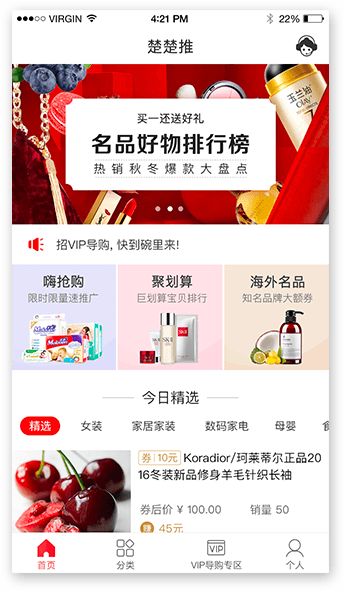 VIRGIN
4:21 PM
22%
楚楚推
买一还送好礼
名品好物排行榜
热销秋冬爆款大盘点
玉兰油
OLAY
招VIP导购, 快到碗里来!
嗨抢购
限时限量速推广
聚划算
巨划算宝贝排行
海外名品
知名品牌大额券
SK-II
今日精选
精选
女装
家居家装
数码家电
母婴
券 10元 Koradior/珂莱蒂尔正品20
16冬装新品修身羊毛针织长袖
券后价 ¥ 100.00
销量 50
赚 45元
首页
分类
VIP
VIP导购专区
个人